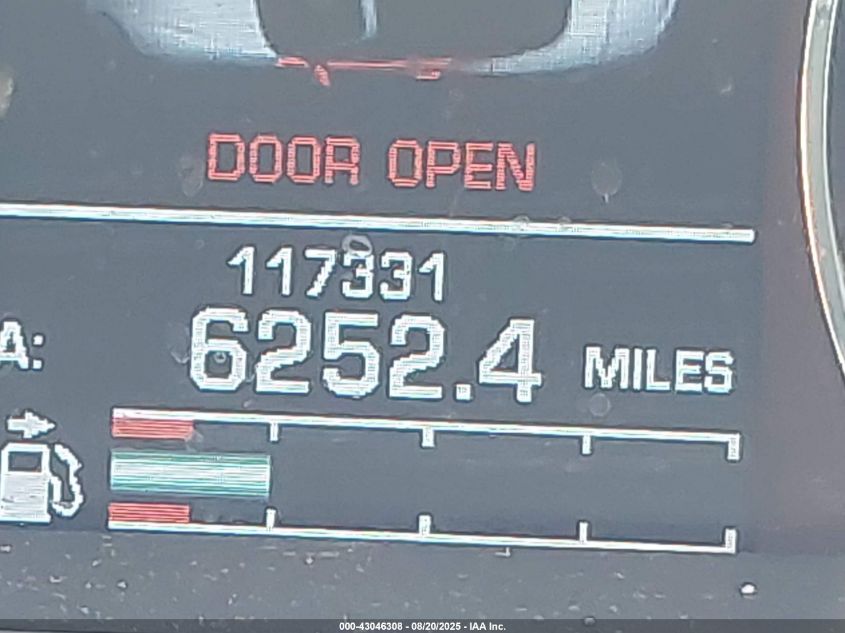 DOOR OPEN
117331
A: 6252.4 MILES
000-43046308 - 08/20/2025 - IAA Inc.